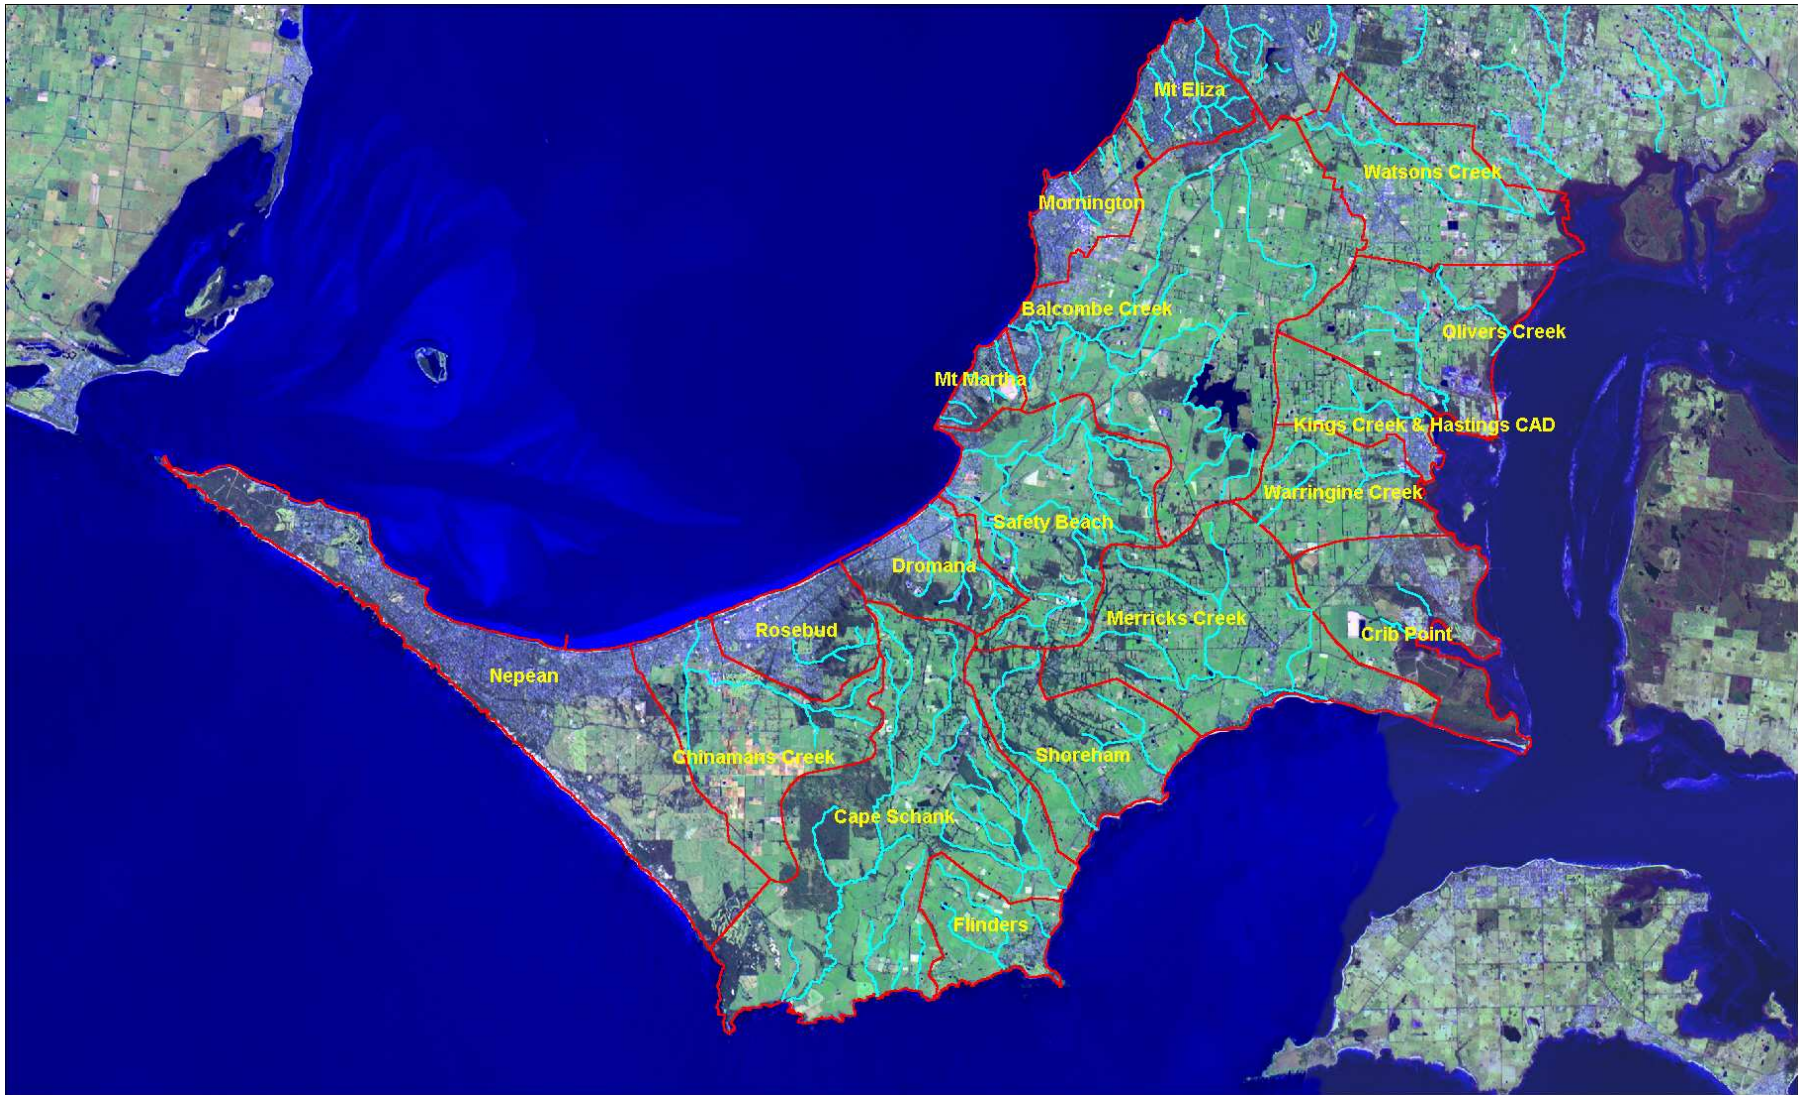 Mt Eliza
Watsons Creek
Mornington
Balcombe Creek
Olivers Creek
Mt Martha
Kings Creek & Hastings CAD
Warringine Creek
Safety Beach
Dromana
Merricks Creek
Rosebud
Crib Point
Nepean
Chinamans Creek
Shoreham
Cape Schank
Flinders